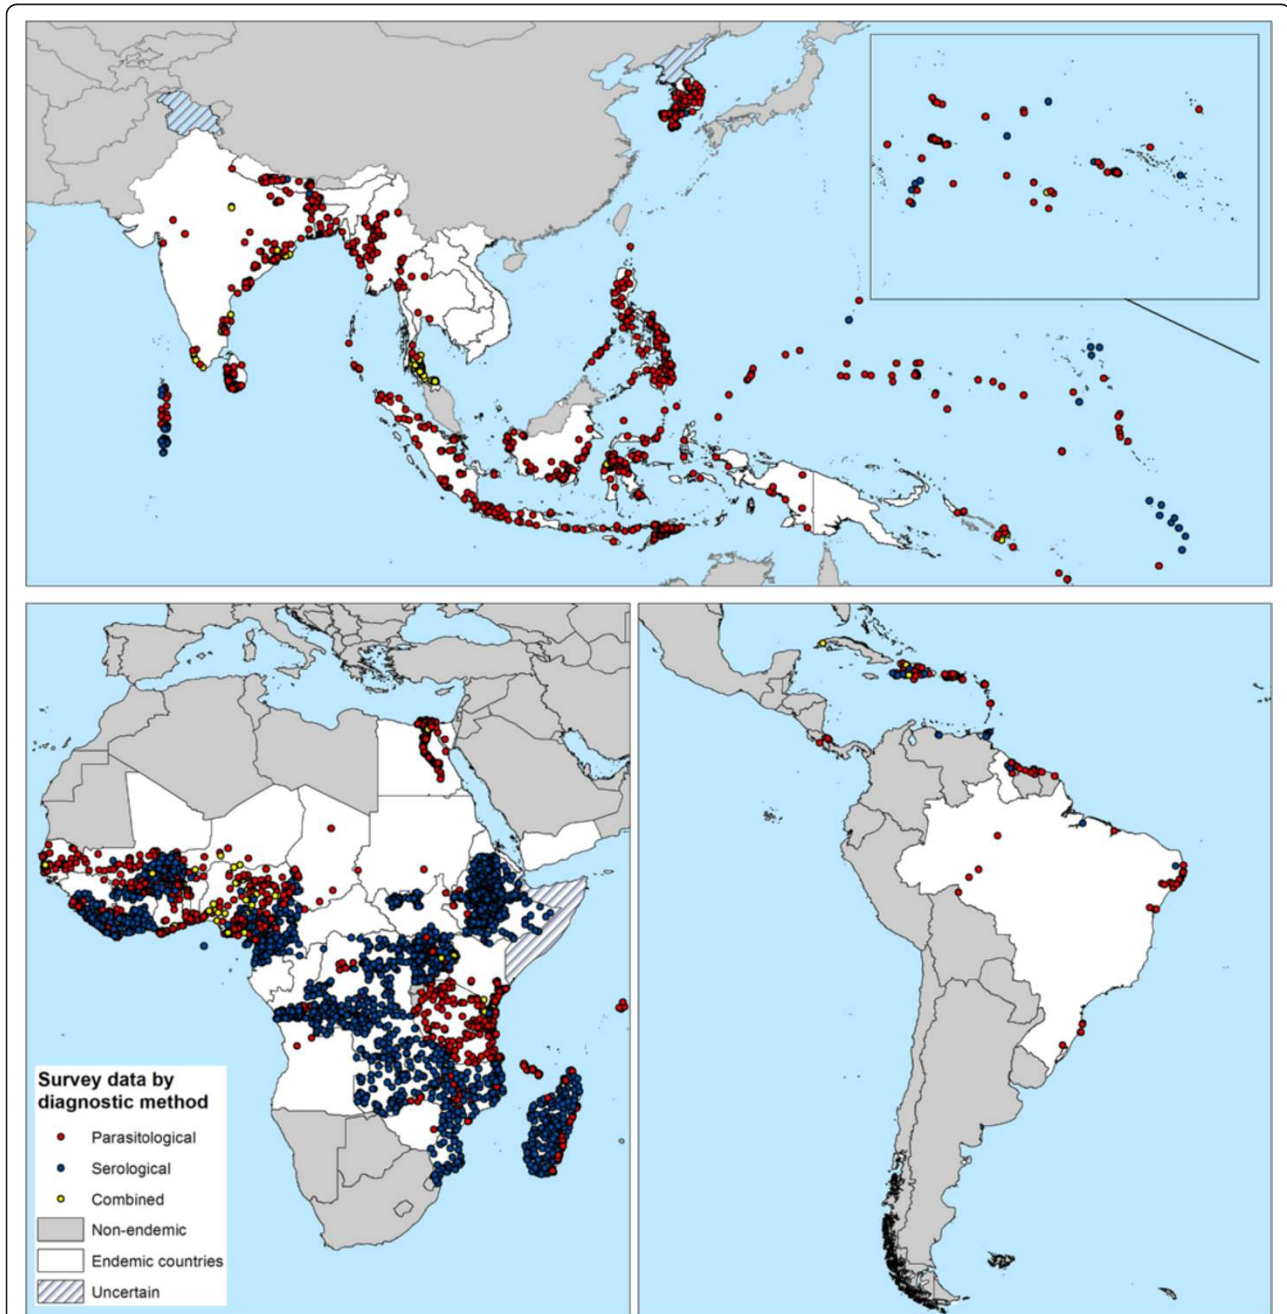 Survey data by
diagnostic method
Parasitological
Serological
Combined
Non-endemic
Endemic countries
Uncertain